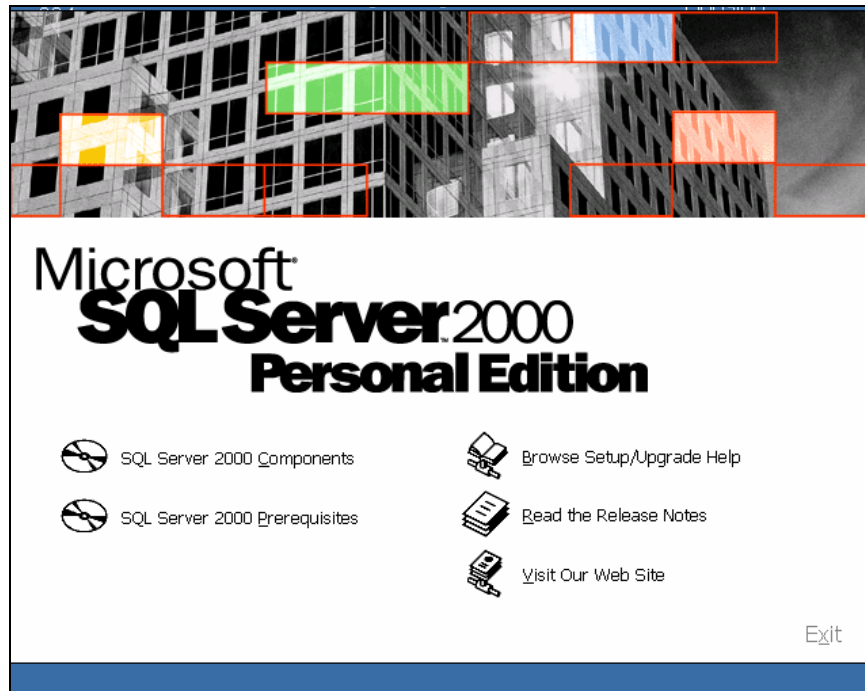 Microsoft
SQL Server 2000
Personal Edition
SQL Server 2000 Components
SQL Server 2000 Prerequisites
Browse Setup/Upgrade Help
Read the Release Notes
Visit Our Web Site
Exit